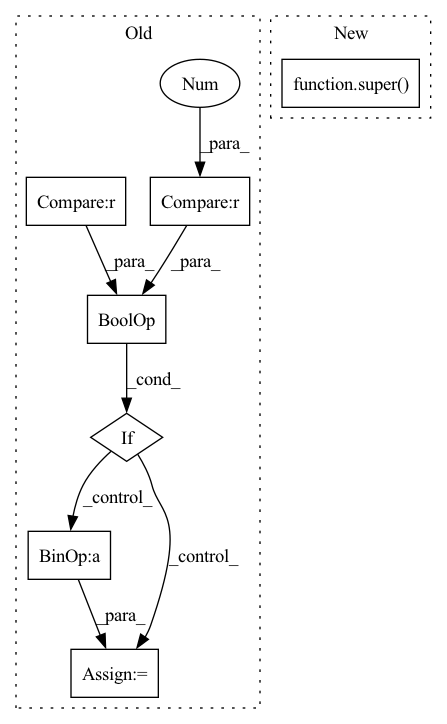 Old
New
Num
function.super()
_para_
Compare:r
Compare:r
_para_
_para_
BoolOp
_cond_
If
_control_
BinOp:a
_control_
_para_
Assign:=